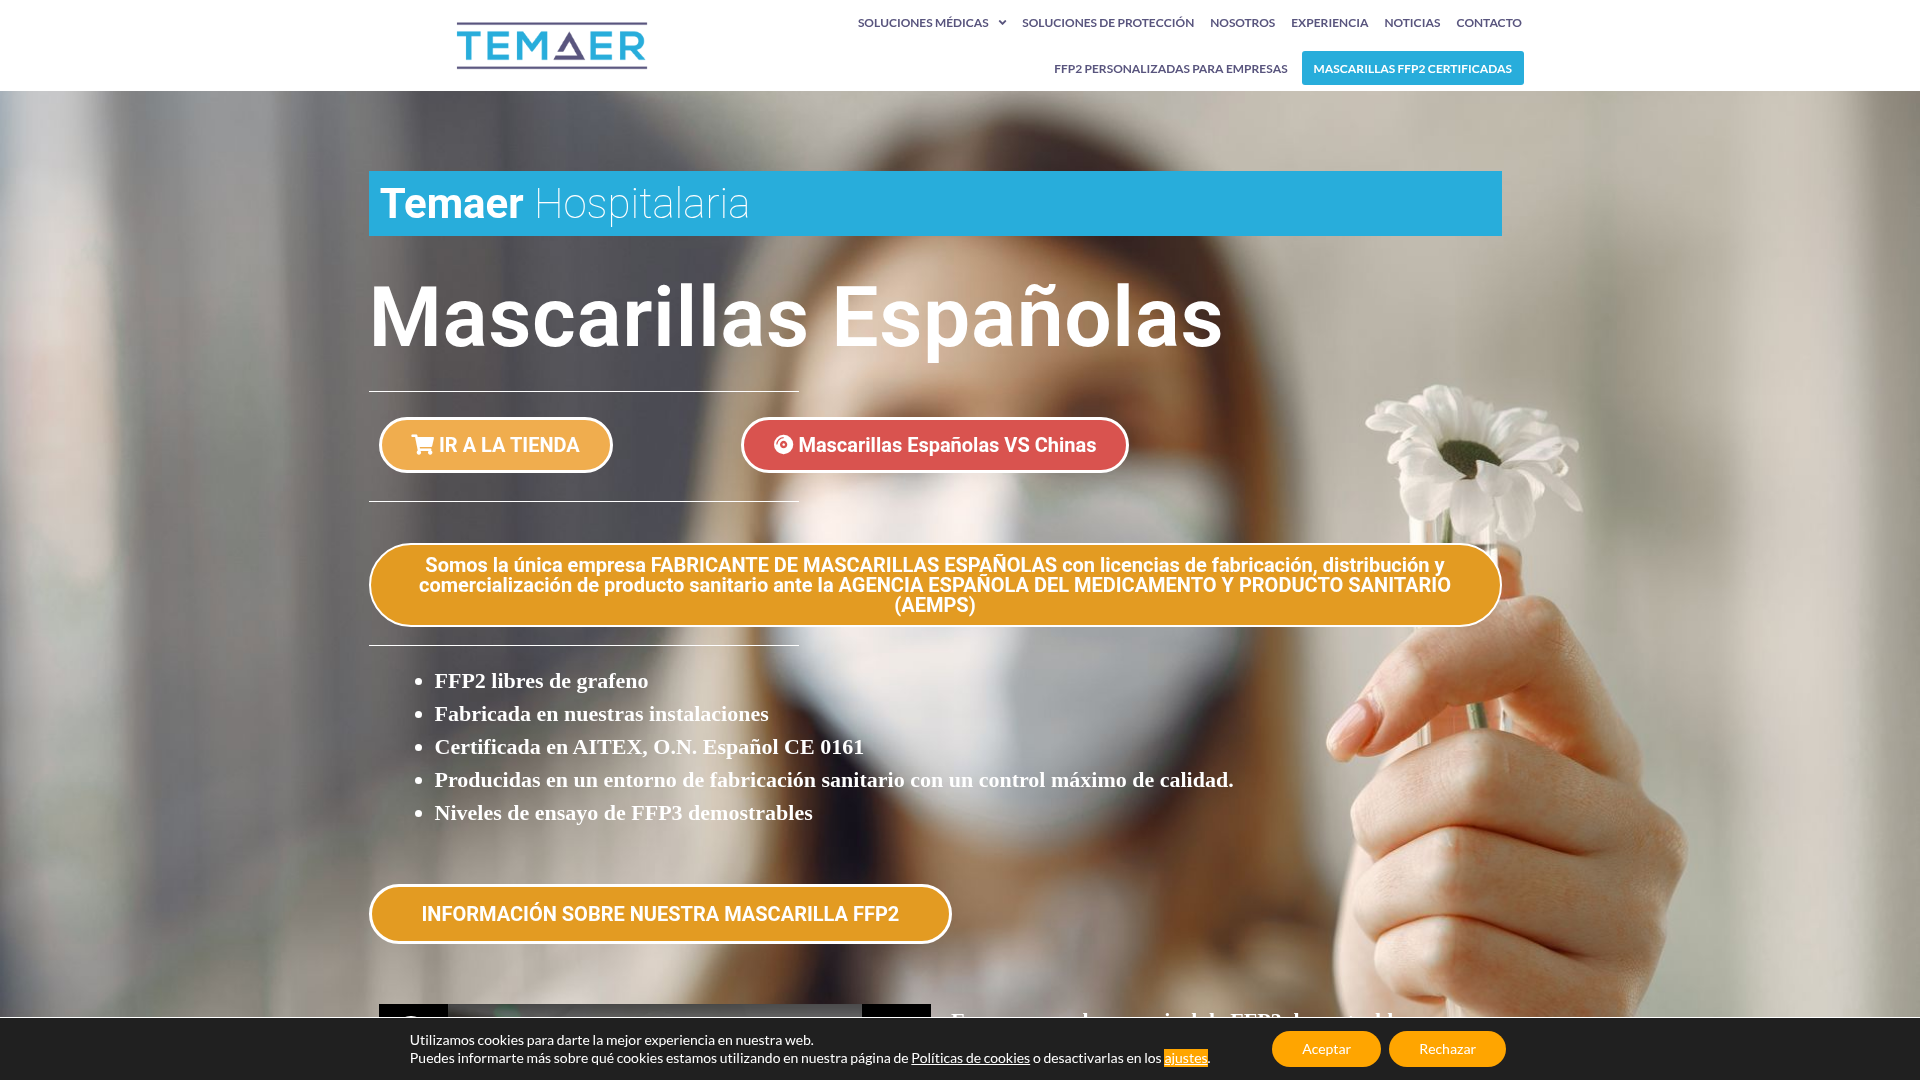 TEMAER
SOLUCIONES MÉDICAS
SOLUCIONES DE PROTECCIÓN
NOSOTROS
EXPERIENCIA
NOTICIAS
CONTACTO
FFP2 PERSONALIZADAS PARA EMPRESAS
MASCARILLAS FFP2 CERTIFICADAS
Temaer Hospitalaria
Mascarillas Españolas
IR A LA TIENDA
Mascarillas Españolas VS Chinas
Somos la única empresa FABRICANTE DE MASCARILLAS ESPAÑOLAS con licencias de fabricación, distribución y
comercialización de producto sanitario ante la AGENCIA ESPAÑOLA DEL MEDICAMENTO Y PRODUCTO SANITARIO
(AEMPS)
FFP2 libres de grafeno
Fabricada en nuestras instalaciones
Certificada en AITEX, O.N. Español CE 0161
Producidas en un entorno de fabricación sanitario con un control máximo de calidad.
Niveles de ensayo de FFP3 demostrables
INFORMACIÓN SOBRE NUESTRA MASCARILLA FFP2
Utilizamos cookies para darte la mejor experiencia en nuestra web.
Puedes informarte más sobre qué cookies estamos utilizando en nuestra página de Políticas de cookies o desactivarlas en los ajustes.
Aceptar
Rechazar